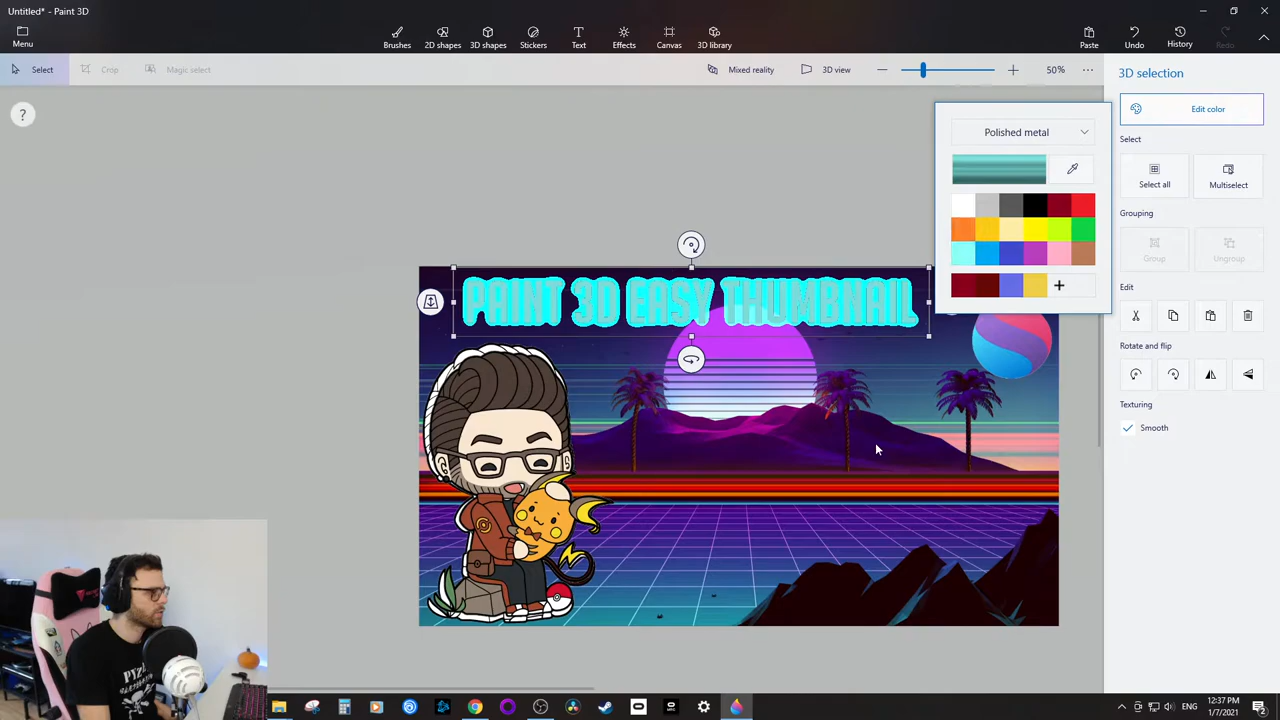 Untitled* - Paint 3D
Menu
Brushes
2D shapes
3D shapes
Stickers
Text
Effects
Canvas
3D library
Paste
Undo
History
Redo
Select
Crop
Magic select
Mixed reality
3D view
50%
3D selection
Edit color
Polished metal
Select
Select all
Multiselect
Grouping
Group
Ungroup
Edit
Rotate and flip
Texturing
Smooth
PAINT 3D EASY THUMBNAIL
ENG
12:37 PM
1/7/2021